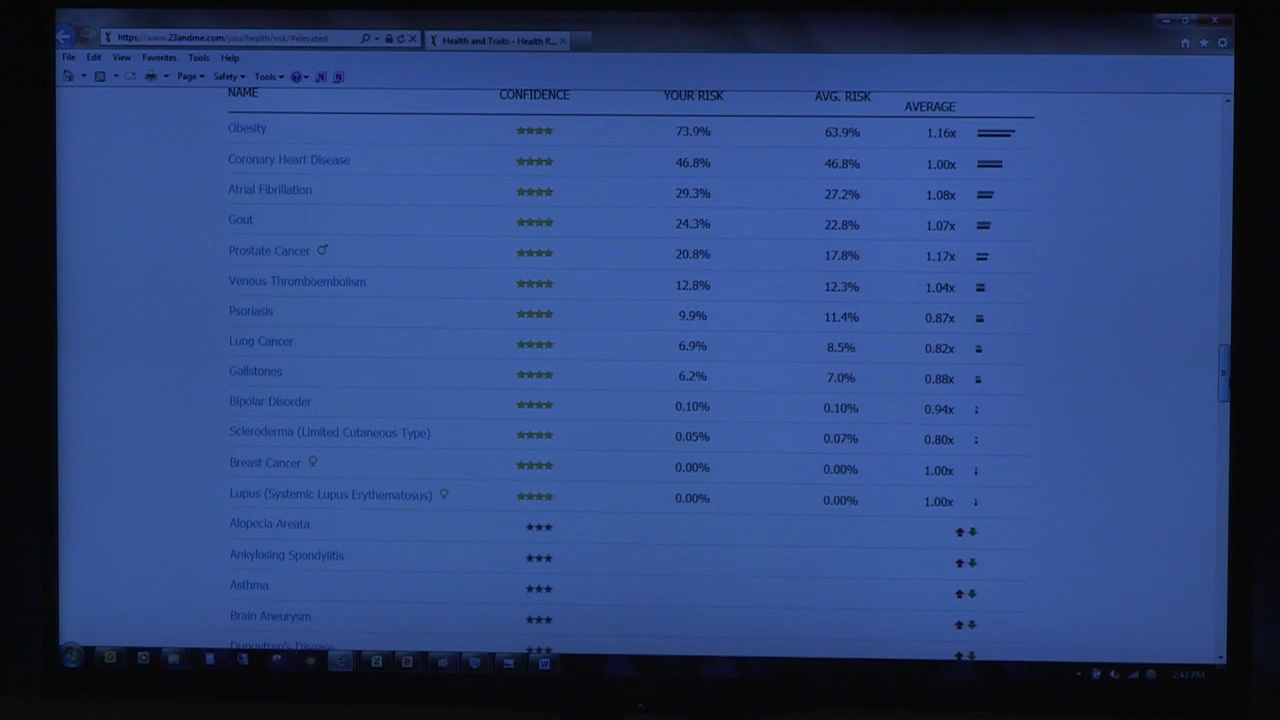 https://www.23andme.com/you/health/risk/#elevated
Health and Traits - Health R...
File Edit View Favorites Tools Help
Page Safety Tools
NAME CONFIDENCE YOUR RISK AVG. RISK AVERAGE
Obesity ★★★★ 73.9% 63.9% 1.16x
Coronary Heart Disease ★★★★ 46.8% 46.8% 1.00x
Atrial Fibrillation ★★★★ 29.3% 27.2% 1.08x
Gout ★★★★ 24.3% 22.8% 1.07x
Prostate Cancer ♂ ★★★★ 20.8% 17.8% 1.17x
Venous Thromboembolism ★★★★ 12.8% 12.3% 1.04x
Psoriasis ★★★★ 9.9% 11.4% 0.87x
Lung Cancer ★★★★ 6.9% 8.5% 0.82x
Gallstones ★★★★ 6.2% 7.0% 0.88x
Bipolar Disorder ★★★★ 0.10% 0.10% 0.94x
Scleroderma (Limited Cutaneous Type) ★★★★ 0.05% 0.07% 0.80x
Breast Cancer ♀ ★★★★ 0.00% 0.00% 1.00x
Lupus (Systemic Lupus Erythematosus) ♀ ★★★★ 0.00% 0.00% 1.00x
Alopecia Areata ★★★
Ankylosing Spondylitis ★★★
Asthma ★★★
Brain Aneurysm ★★★
Dupuytren's Disease ★★★
2:43 PM